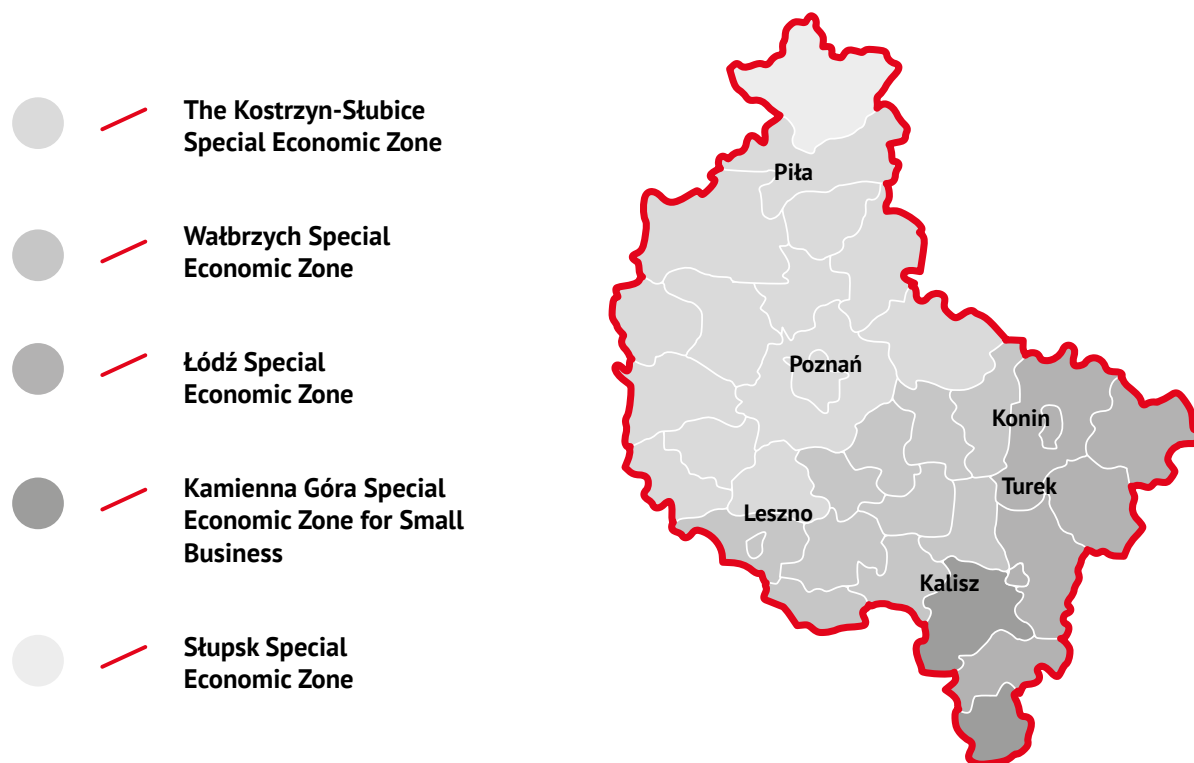 The Kostrzyn-Słubice
Special Economic Zone
Wałbrzych Special
Economic Zone
Łódź Special
Economic Zone
Kamienna Góra Special
Economic Zone for Small
Business
Słupsk Special
Economic Zone
Piła
Poznań
Konin
Turek
Leszno
Kalisz